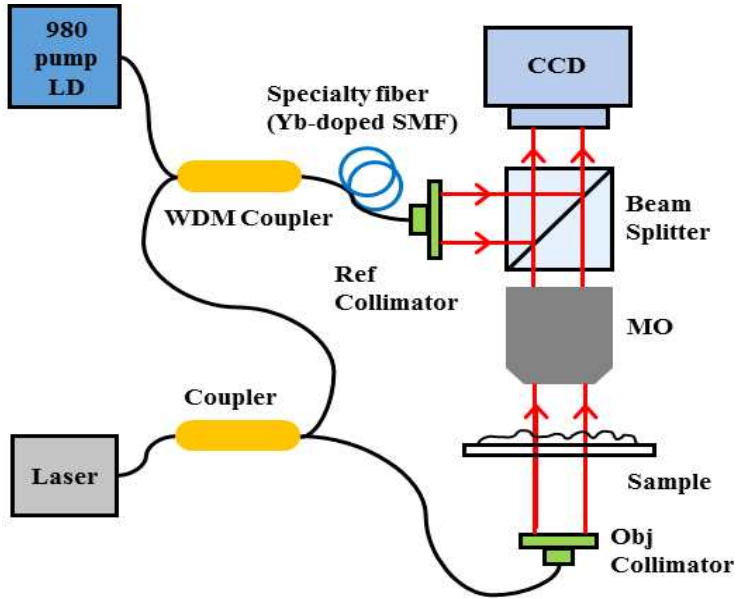 980
pump
LD
CCD
Specialty fiber
(Yb-doped SMF)
WDM Coupler
Beam
Splitter
Ref
Collimator
MO
Coupler
Laser
Sample
Obj
Collimator